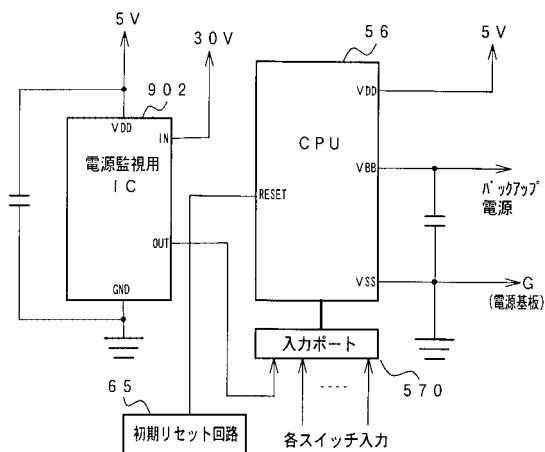 5V
30V
56
5V
902
VDD
IN
電源監視用
IC
OUT
GND
VDD
CPU
VBB
RESET
VSS
バックアップ
電源
G
(電源基板)
入力ポート
65
570
初期リセット回路
各スイッチ入力